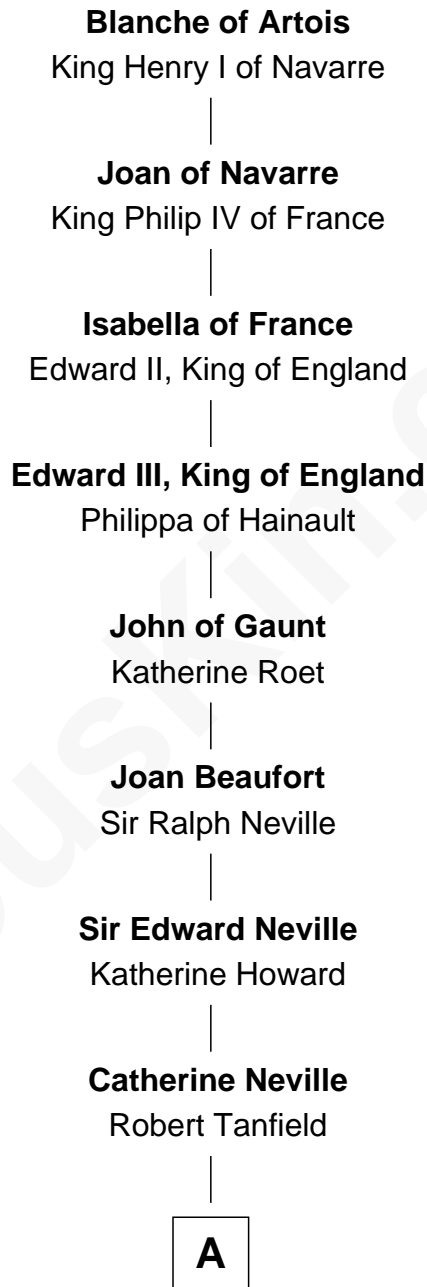 Blanche of Artois
King Henry I of Navarre
Joan of Navarre
King Philip IV of France
Isabella of France
Edward II, King of England
Edward III, King of England
Philippa of Hainault
John of Gaunt
Katherine Roet
Joan Beaufort
Sir Ralph Neville
Sir Edward Neville
Katherine Howard
Catherine Neville
Robert Tanfield
A